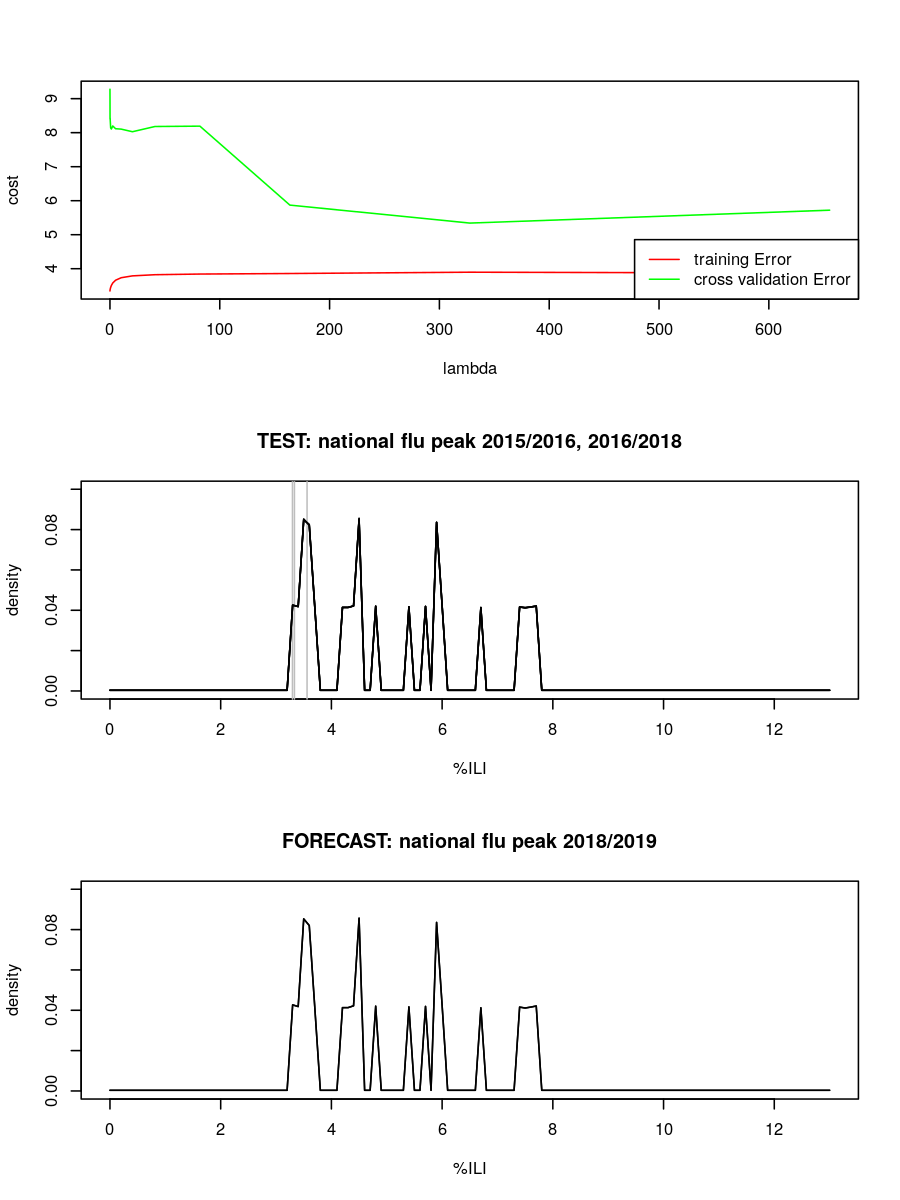 9
8
7
6
5
4
cost
training Error
cross validation Error
0 100 200 300 400 500 600
lambda
TEST: national flu peak 2015/2016, 2016/2018
0.08
0.04
0.00
density
0 2 4 6 8 10 12
%ILI
FORECAST: national flu peak 2018/2019
0.08
0.04
0.00
density
0 2 4 6 8 10 12
%ILI